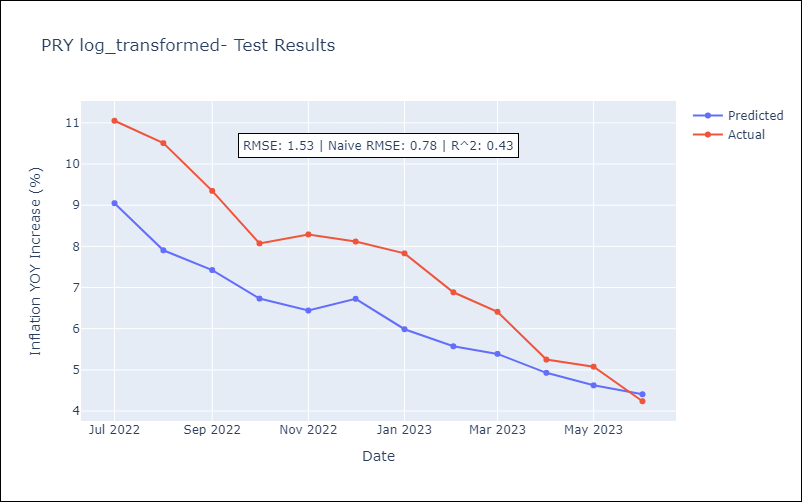 PRY log_transformed- Test Results
Predicted
Actual
RMSE: 1.53 | Naive RMSE: 0.78 | R^2: 0.43
Inflation YOY Increase (%)
11
10
9
8
7
6
5
4
Jul 2022 Sep 2022 Nov 2022 Jan 2023 Mar 2023 May 2023
Date